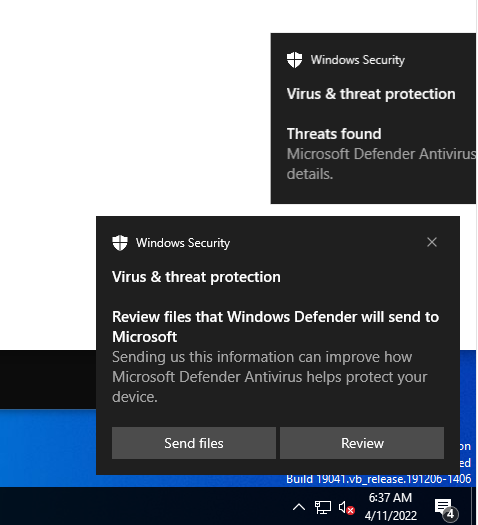 Windows Security
Virus & threat protection
Threats found
Microsoft Defender Antivirus
details.
Windows Security
Virus & threat protection
Review files that Windows Defender will send to
Microsoft
Sending us this information can improve how
Microsoft Defender Antivirus helps protect your
device.
Send files
Review
on
ed
Build 19041.vb_release.191206-1406
6:37 AM
4/11/2022
4